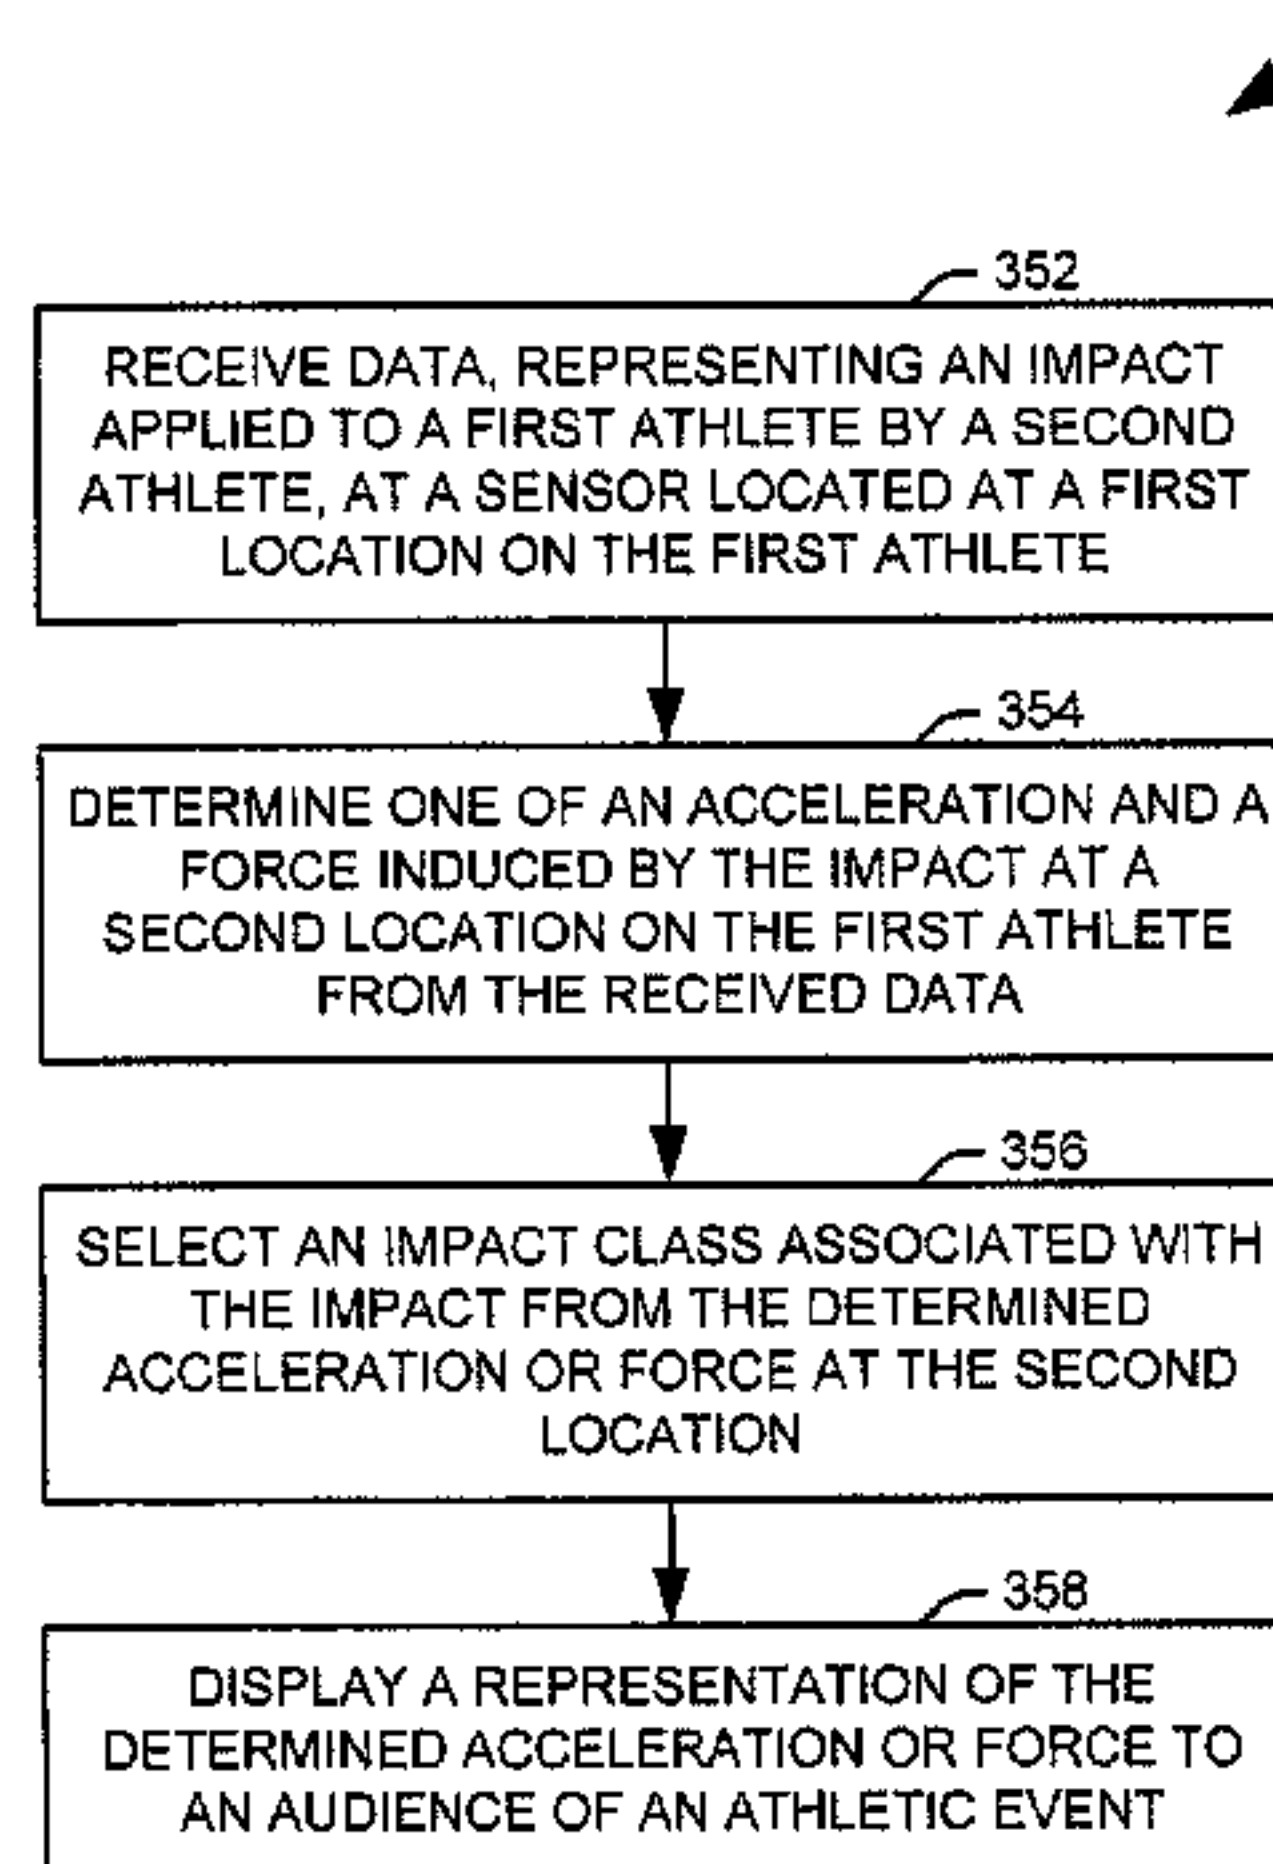 352
RECEIVE DATA, REPRESENTING AN IMPACT
APPLIED TO A FIRST ATHLETE BY A SECOND
ATHLETE, AT A SENSOR LOCATED AT A FIRST
LOCATION ON THE FIRST ATHLETE
354
DETERMINE ONE OF AN ACCELERATION AND A
FORCE INDUCED BY THE IMPACT AT A
SECOND LOCATION ON THE FIRST ATHLETE
FROM THE RECEIVED DATA
356
SELECT AN IMPACT CLASS ASSOCIATED WITH
THE IMPACT FROM THE DETERMINED
ACCELERATION OR FORCE AT THE SECOND
LOCATION
358
DISPLAY A REPRESENTATION OF THE
DETERMINED ACCELERATION OR FORCE TO
AN AUDIENCE OF AN ATHLETIC EVENT